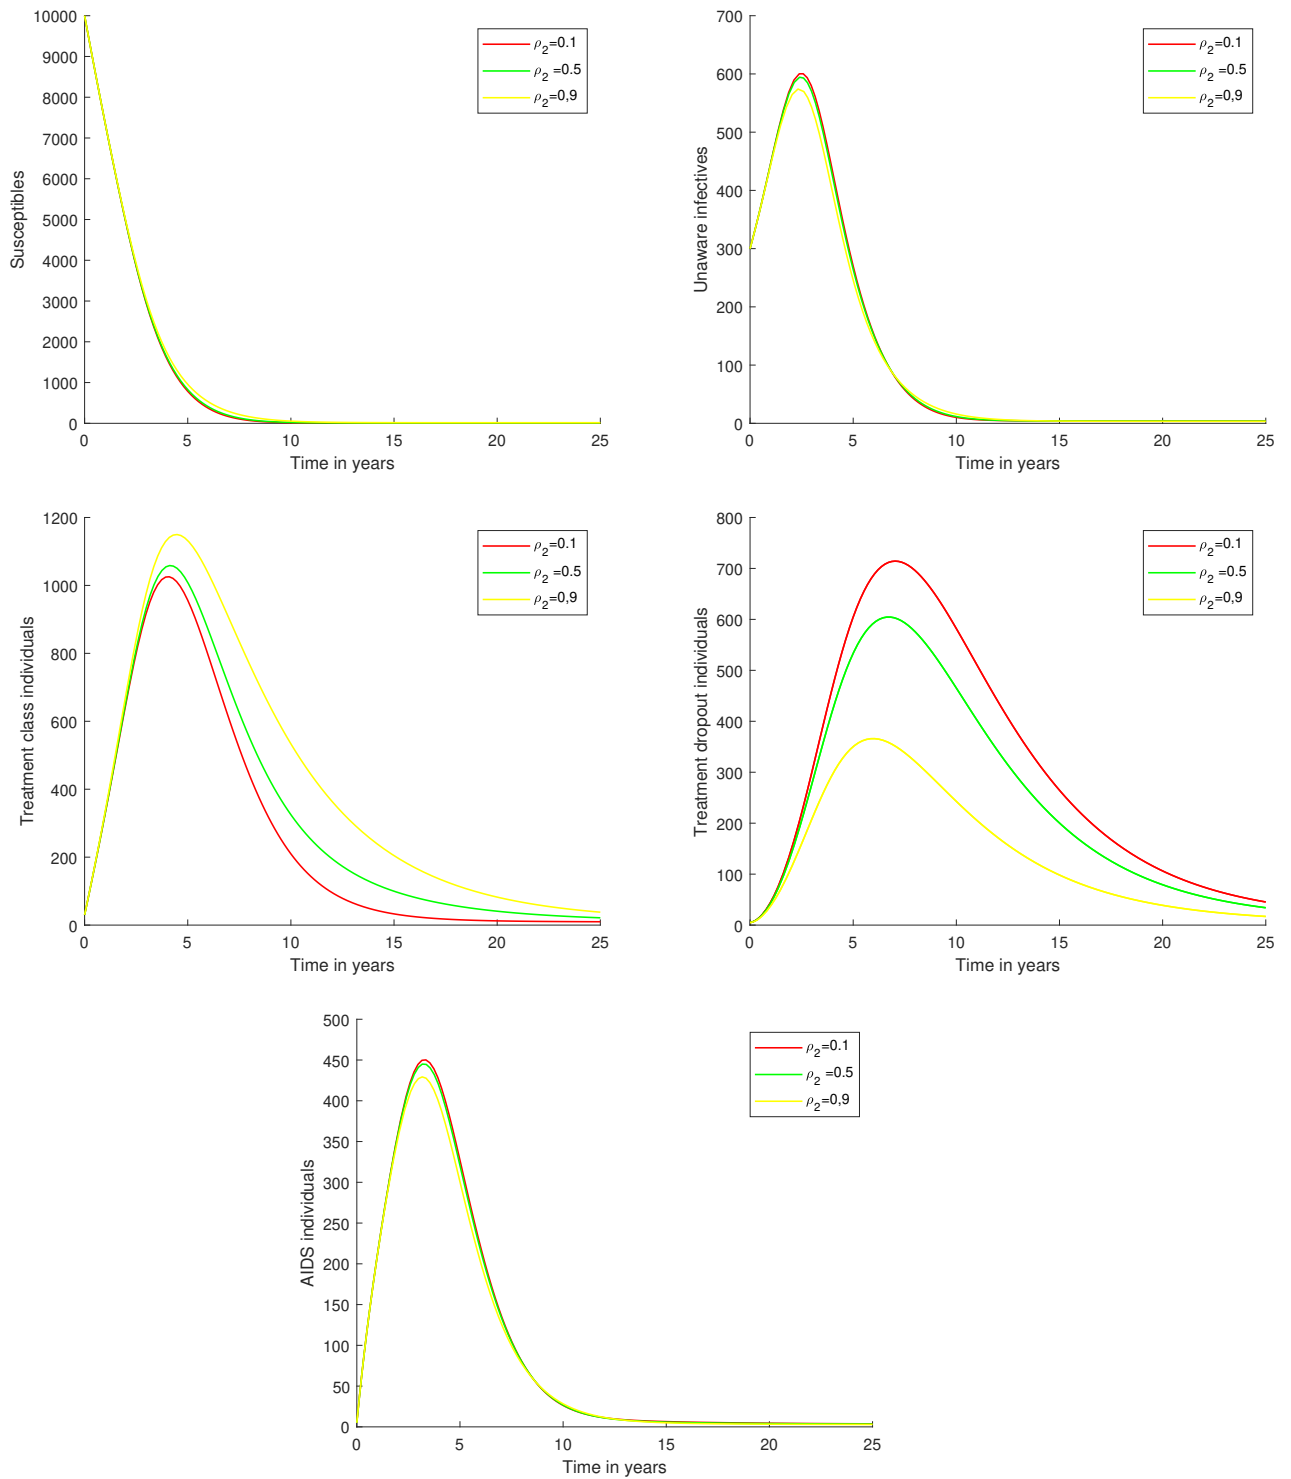 10000
9000
8000
7000
6000
5000
4000
3000
2000
1000
0
Susceptibles
0 5 10 15 20 25
Time in years
ρ2=0.1
ρ2 =0.5
ρ2=0,9
700
600
500
400
300
200
100
0
Unaware infectives
0 5 10 15 20 25
Time in years
ρ2=0.1
ρ2 =0.5
ρ2=0,9
1200
1000
800
600
400
200
0
Treatment class individuals
0 5 10 15 20 25
Time in years
ρ2=0.1
ρ2 =0.5
ρ2=0,9
800
700
600
500
400
300
200
100
0
Treatment dropout individuals
0 5 10 15 20 25
Time in years
ρ2=0.1
ρ2 =0.5
ρ2=0,9
500
450
400
350
300
250
200
150
100
50
0
AIDS individuals
0 5 10 15 20 25
Time in years
ρ2=0.1
ρ2 =0.5
ρ2=0,9